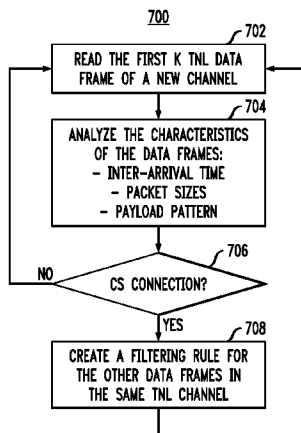 700
702
READ THE FIRST K TNL DATA
FRAME OF A NEW CHANNEL
704
ANALYZE THE CHARACTERISTICS
OF THE DATA FRAMES:
- INTER-ARRIVAL TIME
- PACKET SIZES
- PAYLOAD PATTERN
706
NO
CS CONNECTION?
YES
708
CREATE A FILTERING RULE FOR
THE OTHER DATA FRAMES IN
THE SAME TNL CHANNEL